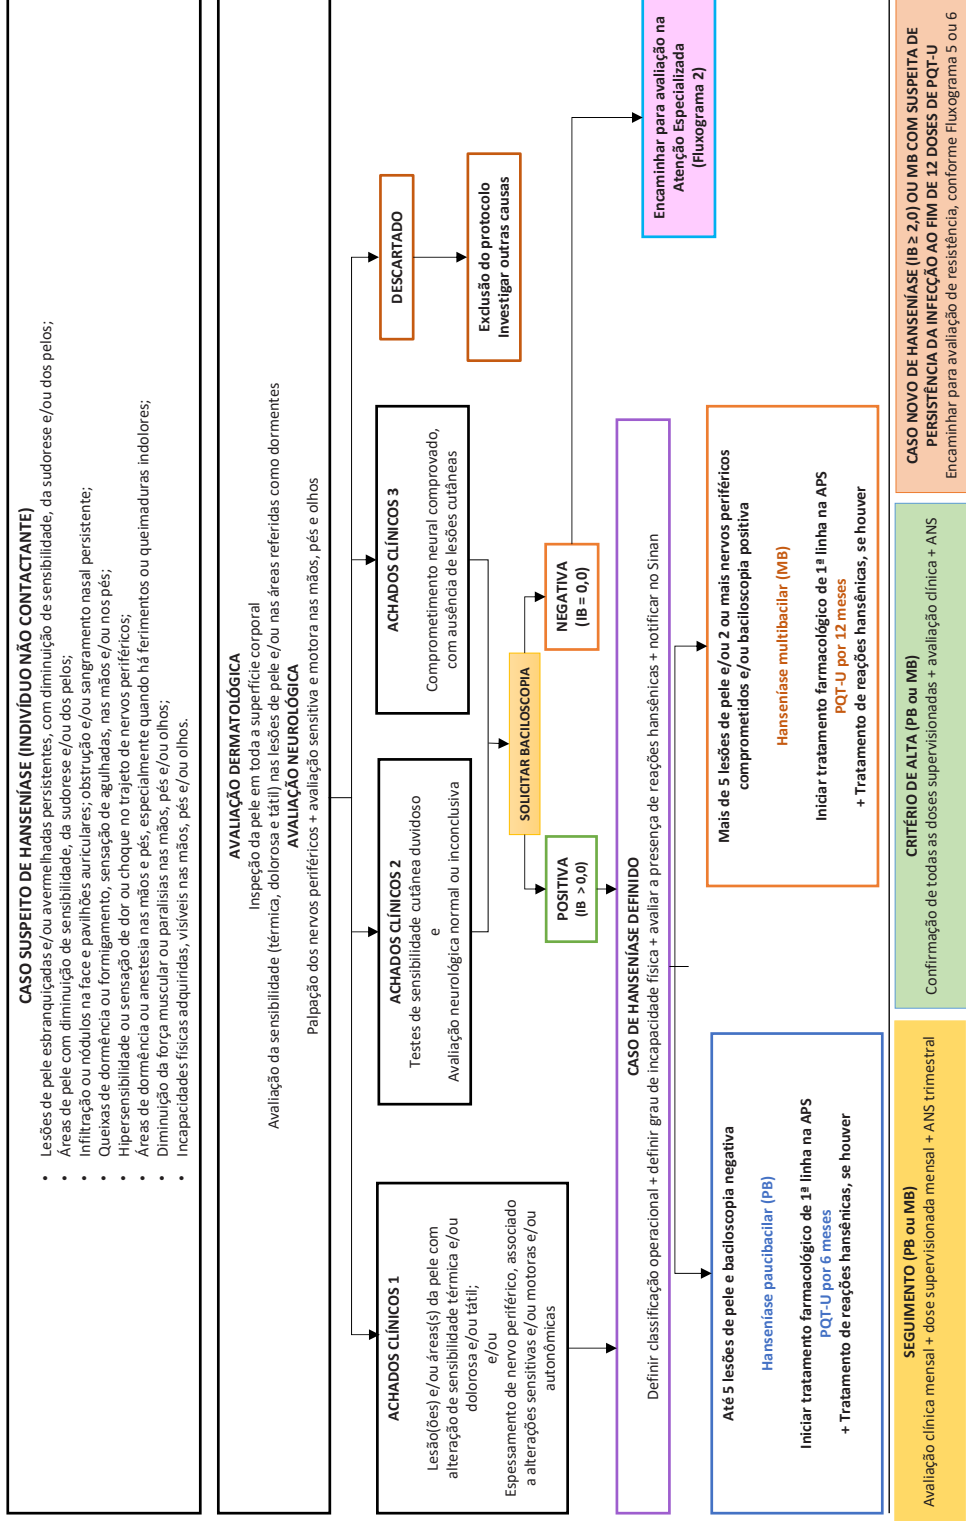 CASO SUSPEITO DE HANSENÍASE (INDIVÍDUO NÃO CONTACTANTE)
• Lesões de pele esbranquiçadas e/ou avermelhadas persistentes, com diminuição de sensibilidade, da sudorese e/ou dos pelos;
• Áreas de pele com diminuição de sensibilidade, da sudorese e/ou dos pelos;
• Infiltração ou nódulos na face e pavilhões auriculares; obstrução e/ou sangramento nasal persistente;
• Queixas de dormência ou formigamento, sensação de agulhadas, nas mãos e/ou nos pés;
• Hipersensibilidade ou sensação de dor ou choque no trajeto de nervos periféricos;
• Áreas de dormência ou anestesia nas mãos e pés, especialmente quando há ferimentos ou queimaduras indolores;
• Diminuição da força muscular ou paralisias nas mãos, pés e/ou olhos;
• Incapacidades físicas adquiridas, visíveis nas mãos, pés e/ou olhos.
AVALIAÇÃO DERMATOLÓGICA
Inspeção da pele em toda a superfície corporal
Avaliação da sensibilidade (térmica, dolorosa e tátil) nas lesões de pele e/ou nas áreas referidas como dormentes
AVALIAÇÃO NEUROLÓGICA
Palpação dos nervos periféricos + avaliação sensitiva e motora nas mãos, pés e olhos
ACHADOS CLÍNICOS 1
Lesão(ões) e/ou áreas(s) da pele com
alteração de sensibilidade térmica e/ou
dolorosa e/ou tátil;
e/ou
Espessamento de nervo periférico, associado
a alterações sensitivas e/ou motoras e/ou
autonômicas
ACHADOS CLÍNICOS 2
Testes de sensibilidade cutânea duvidoso
e
Avaliação neurológica normal ou inconclusiva
ACHADOS CLÍNICOS 3
Comprometimento neural comprovado,
com ausência de lesões cutâneas
DESCARTADO
Exclusão do protocolo
Investigar outras causas
SOLICITAR BACILOSCOPIA
POSITIVA
(IB > 0,0)
NEGATIVA
(IB = 0,0)
Encaminhar para avaliação na
Atenção Especializada
(Fluxograma 2)
CASO DE HANSENÍASE DEFINIDO
Definir classificação operacional + definir grau de incapacidade física + avaliar a presença de reações hansênicas + notificar no Sinan
Até 5 lesões de pele e baciloscopia negativa
Hanseníase paucibacilar (PB)
Iniciar tratamento farmacológico de 1ª linha na APS
PQT-U por 6 meses
+ Tratamento de reações hansênicas, se houver
Mais de 5 lesões de pele e/ou 2 ou mais nervos periféricos
comprometidos e/ou baciloscopia positiva
Hanseníase multibacilar (MB)
Iniciar tratamento farmacológico de 1ª linha na APS
PQT-U por 12 meses
+ Tratamento de reações hansênicas, se houver
SEGUIMENTO (PB ou MB)
Avaliação clínica mensal + dose supervisionada mensal + ANS trimestral
CRITÉRIO DE ALTA (PB ou MB)
Confirmação de todas as doses supervisionadas + avaliação clínica + ANS
CASO NOVO DE HANSENÍASE (IB ≥ 2,0) OU MB COM SUSPEITA DE
PERSISTÊNCIA DA INFECÇÃO AO FIM DE 12 DOSES DE PQT-U
Encaminhar para avaliação de resistência, conforme Fluxograma 5 ou 6